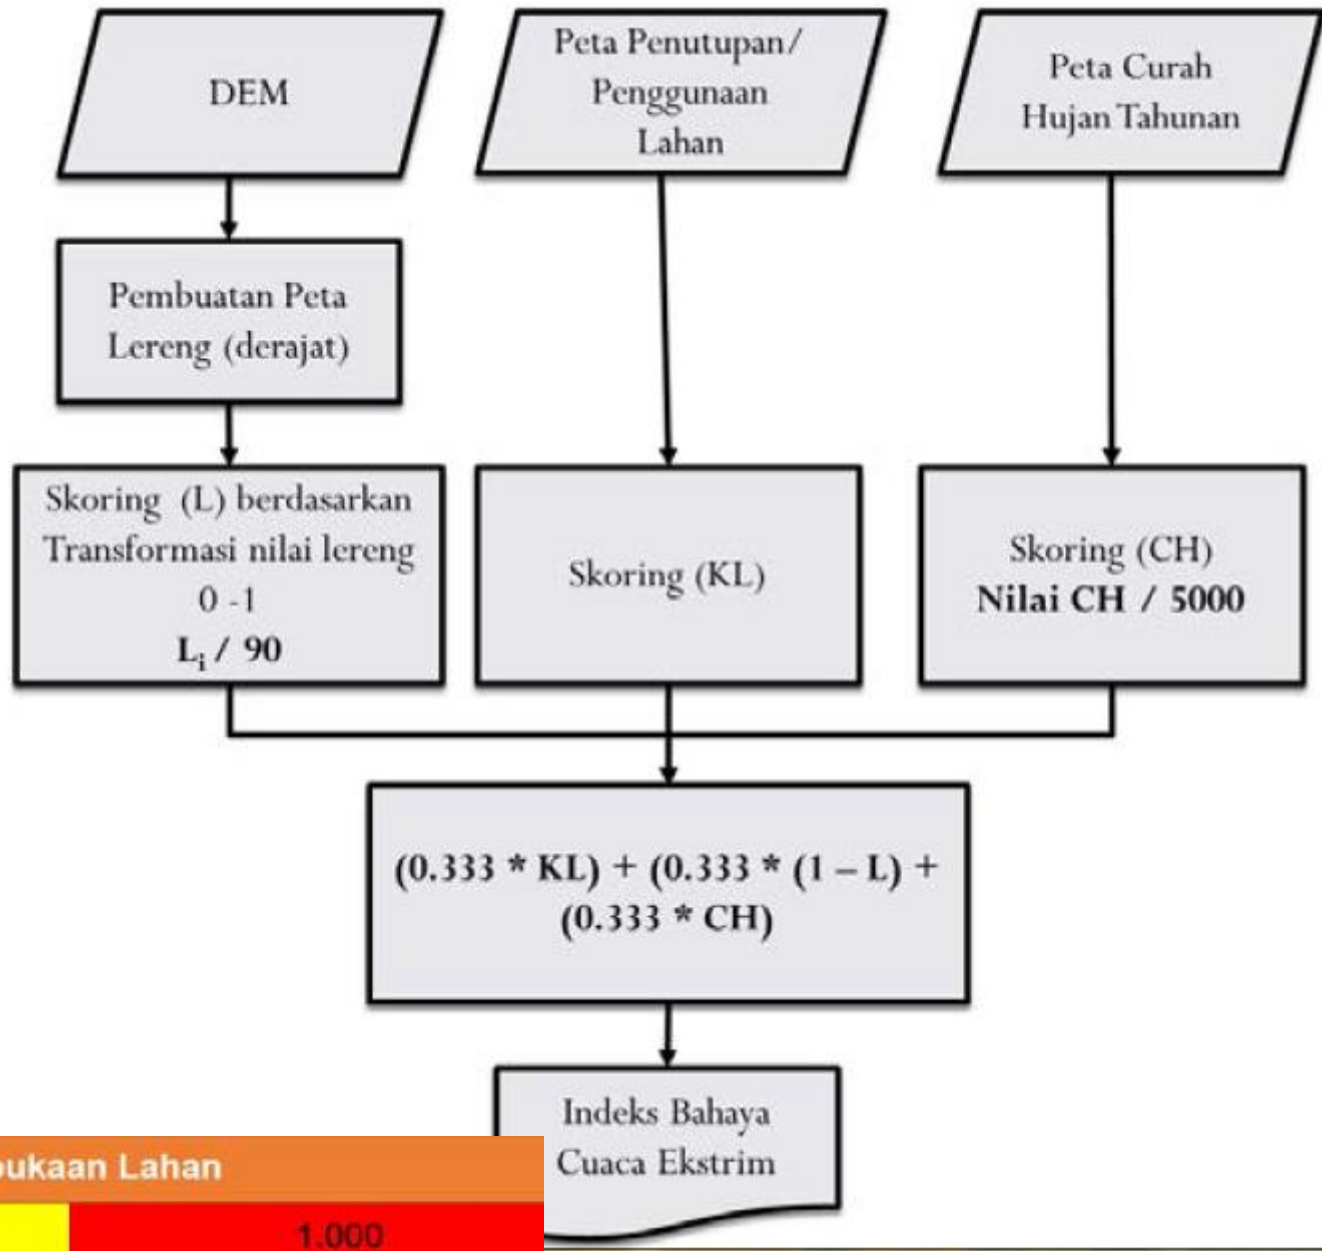 DEM
Peta Penutupan/
Penggunaan
Lahan
Peta Curah
Hujan Tahunan
Pembuatan Peta
Lereng (derajat)
Skoring (L) berdasarkan
Transformasi nilai lereng
0 -1
Li / 90
Skoring (KL)
Skoring (CH)
Nilai CH / 5000
(0.333 * KL) + (0.333 * (1 – L) +
(0.333 * CH)
Indeks Bahaya
Cuaca Ekstrim
Lahan
1.000